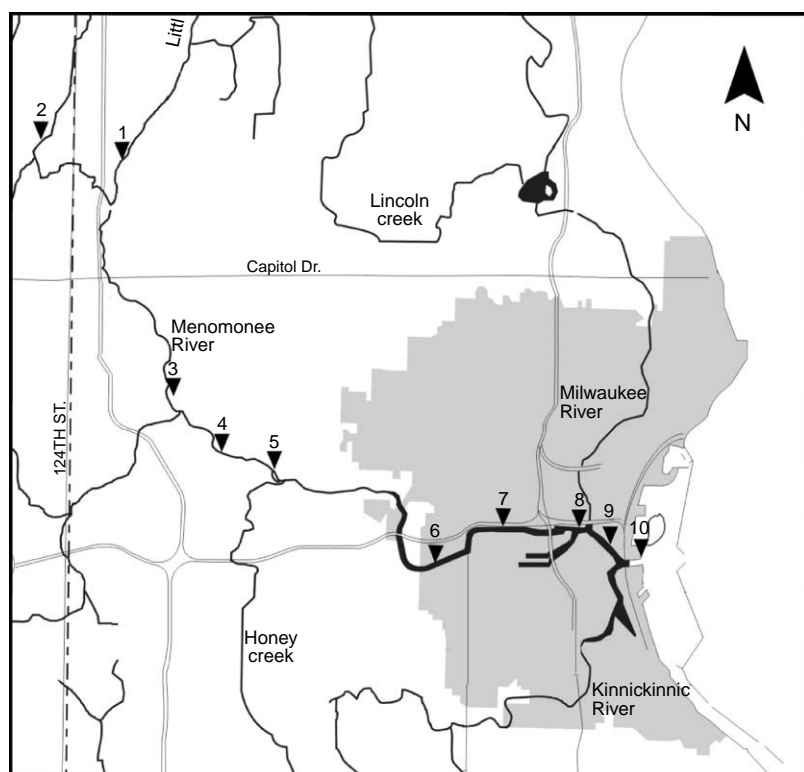 Littl
2
1
N
Lincoln
creek
Capitol Dr.
Menomonee
River
3
Milwaukee
River
4
124TH ST.
5
7
8
9
6
10
Honey
creek
Kinnickinnic
River